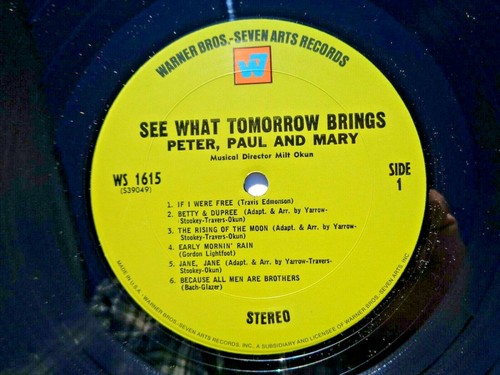 WARNER BROS.-SEVEN ARTS RECORDS
W7
SEE WHAT TOMORROW BRINGS
PETER, PAUL AND MARY
Musical Director Milt Okun
WS 1615
(S39049)
SIDE
1
1. IF I WERE FREE (Travis Edmonson)
2. BETTY & DUPREE (Adapt. & Arr. by Yarrow-
Stookey-Travers-Okun)
3. THE RISING OF THE MOON (Adapt. & Arr. by Yarrow-
Stookey-Travers-Okun)
4. EARLY MORNIN' RAIN
(Gordon Lightfoot)
5. JANE, JANE (Adapt. & Arr. by Yarrow-Travers-
Stookey-Okun)
6. BECAUSE ALL MEN ARE BROTHERS
(Bach-Glazer)
STEREO
MADE IN U.S.A. "WARNER BROS.-SEVEN ARTS RECORDS, INC., A SUBSIDIARY AND LICENSEE OF WARNER BROS.-SEVEN ARTS, INC."